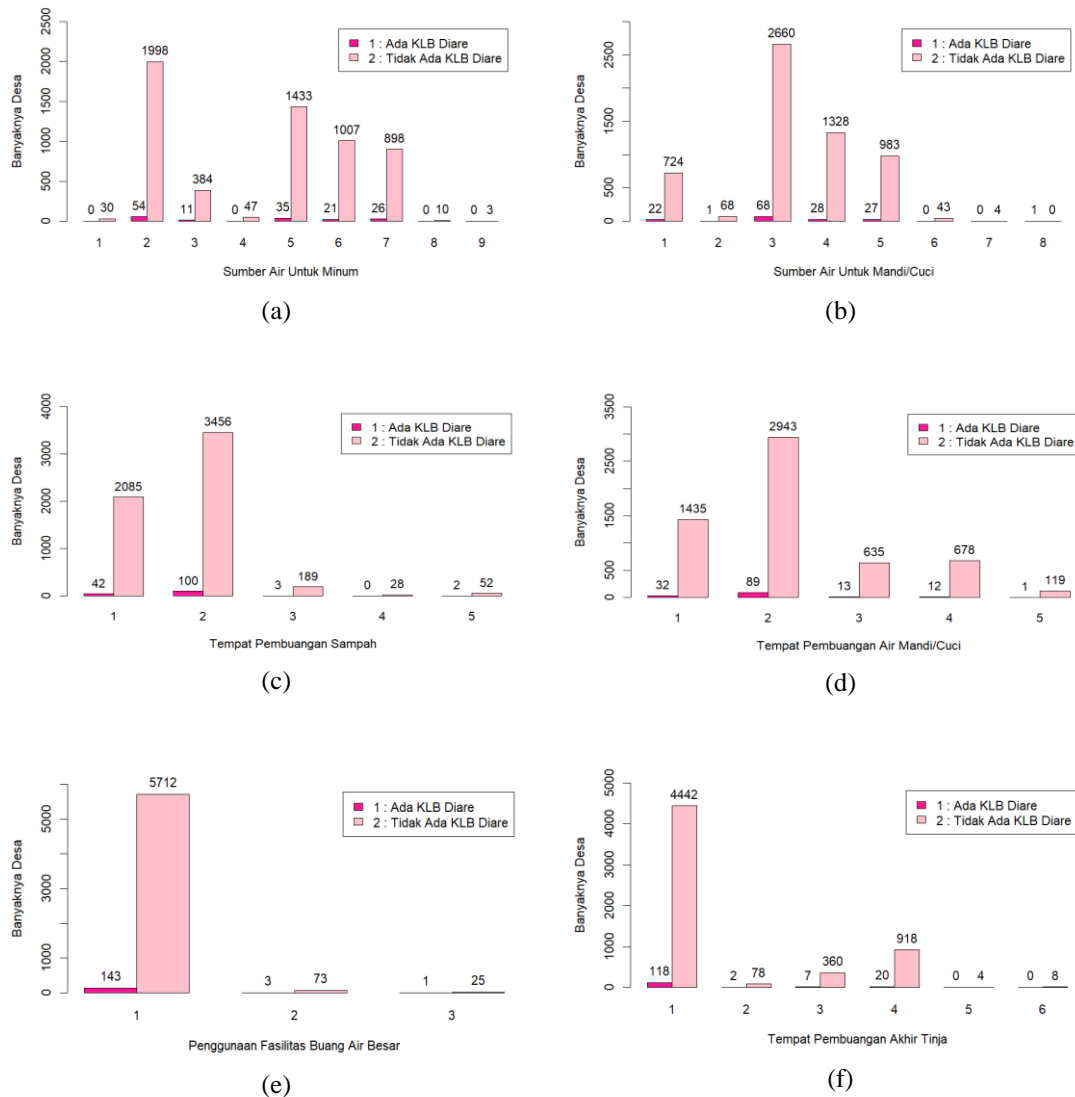 2500
2000
1500
1000
500
0
Banyaknya Desa
1 : Ada KLB Diare
2 : Tidak Ada KLB Diare
0 30 54 1998 11 384 0 47 35 1433 21 1007 26 898 0 10 0 3
1 2 3 4 5 6 7 8 9
Sumber Air Untuk Minum
(a)
2500
1500
500
0
Banyaknya Desa
1 : Ada KLB Diare
2 : Tidak Ada KLB Diare
22 724 1 68 68 2660 28 1328 27 983 0 43 0 4 1 0
1 2 3 4 5 6 7 8
Sumber Air Untuk Mandi/Cuci
(b)
4000
3000
2000
1000
0
Banyaknya Desa
1 : Ada KLB Diare
2 : Tidak Ada KLB Diare
42 2085 100 3456 3 189 0 28 2 52
1 2 3 4 5
Tempat Pembuangan Sampah
(c)
3500
2500
1500
500
0
Banyaknya Desa
1 : Ada KLB Diare
2 : Tidak Ada KLB Diare
32 1435 89 2943 13 635 12 678 1 119
1 2 3 4 5
Tempat Pembuangan Air Mandi/Cuci
(d)
5000
3000
1000
0
Banyaknya Desa
1 : Ada KLB Diare
2 : Tidak Ada KLB Diare
143 5712 3 73 1 25
1 2 3
Penggunaan Fasilitas Buang Air Besar
(e)
5000
4000
3000
2000
1000
0
Banyaknya Desa
1 : Ada KLB Diare
2 : Tidak Ada KLB Diare
118 4442 2 78 7 360 20 918 0 4 0 8
1 2 3 4 5 6
Tempat Pembuangan Akhir Tinja
(f)